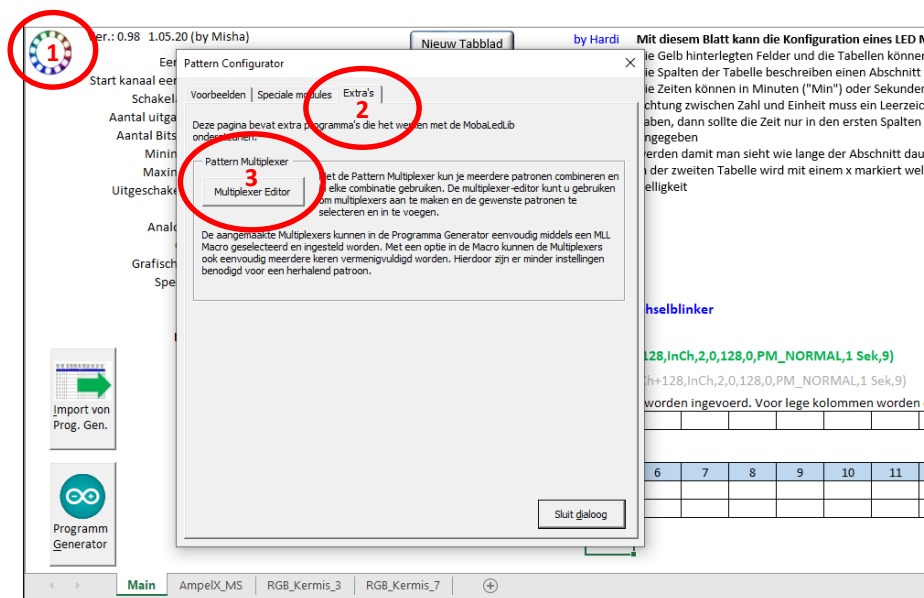 1
er.: 0.98 1.05.20 (by Misha)
Nieuw Tabblad
by Hardi
Mit diesem Blatt kann die Konfiguration eines LED M
ie Gelb hinterlegten Felder und die Tabellen können
ie Spalten der Tabelle beschreiben einen Abschnitt
ie Zeiten können in Minuten ("Min") oder Sekunden
chtung zwischen Zahl und Einheit muss ein Leerzeic
aben, dann sollte die Zeit nur in den ersten Spalten
ngegeben
werden damit man sieht wie lange der Abschnitt dau
der zweiten Tabelle wird mit einem x markiert wel
elligkeit
Eer
Start kanaal eer
Schakel
Aantal uitga
Aantal Bits
Minin
Maxin
Uitgeschake
Analo
Grafisch
Spe
Pattern Configurator
Voorbeelden
Speciale modules
Extra's
2
Deze pagina bevat extra programma's die het werken met de MobaLedLib
ondersteunen.
Pattern Multiplexer
3
Multiplexer Editor
Met de Pattern Multiplexer kun je meerdere patronen combineren en
elke combinatie gebruiken. De multiplexer-editor kunt u gebruiken
om multiplexers aan te maken en de gewenste patronen te
selecteren en in te voegen.
De aangemaakte Multiplexers kunnen in de Programma Generator eenvoudig middels een MLL
Macro geselecteerd en ingesteld worden. Met een optie in de Macro kunnen de Multiplexers
ook eenvoudig meerdere keren vermenigvuldigd worden. Hierdoor zijn er minder instellingen
benodigd voor een herhalend patroon.
Sluit dialoog
hselblinker
128,InCh,2,0,128,0,PM_NORMAL,1 Sek,9)
h+128,InCh,2,0,128,0,PM_NORMAL,1 Sek,9)
worden ingevoerd. Voor lege kolommen worden
6 7 8 9 10 11
Import von
Prog. Gen.
Programm
Generator
Main
AmpelX_MS
RGB_Kermis_3
RGB_Kermis_7